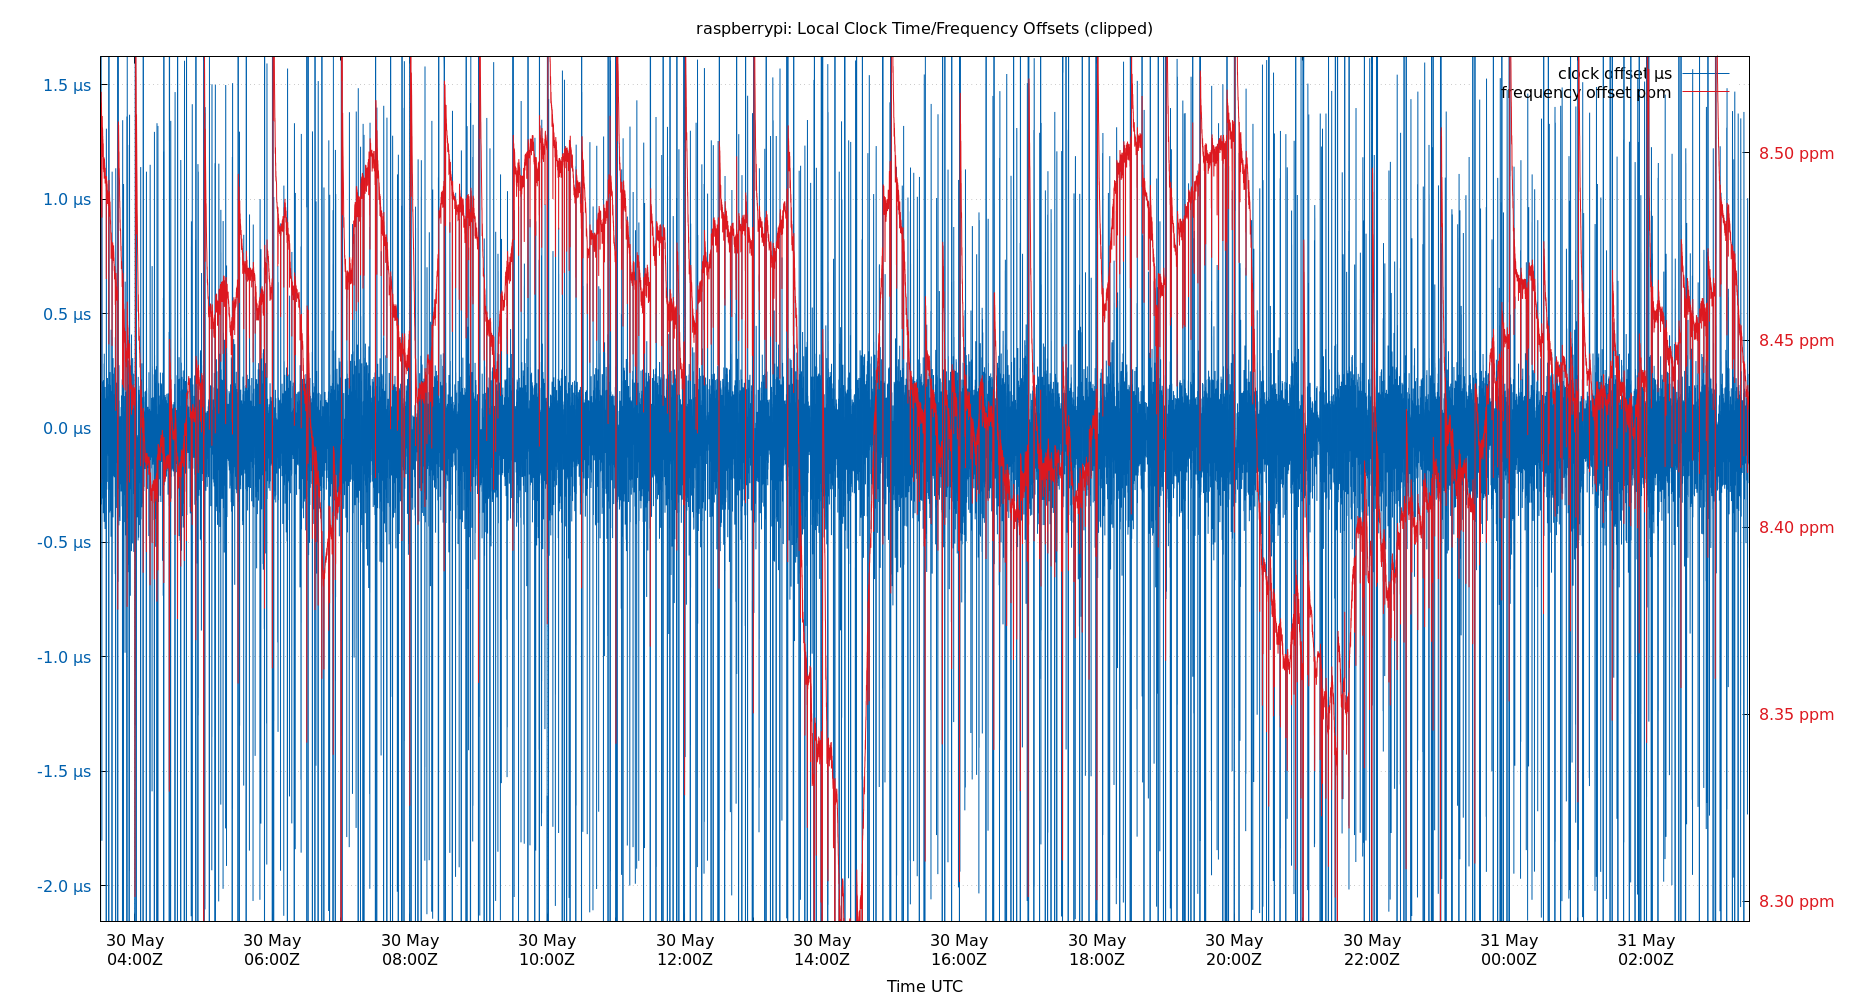 raspberrypi: Local Clock Time/Frequency Offsets (clipped)
clock offset µs
frequency offset ppm
1.5 µs
1.0 µs
0.5 µs
0.0 µs
-0.5 µs
-1.0 µs
-1.5 µs
-2.0 µs
8.50 ppm
8.45 ppm
8.40 ppm
8.35 ppm
8.30 ppm
30 May
04:00Z
30 May
06:00Z
30 May
08:00Z
30 May
10:00Z
30 May
12:00Z
30 May
14:00Z
30 May
16:00Z
30 May
18:00Z
30 May
20:00Z
30 May
22:00Z
31 May
00:00Z
31 May
02:00Z
Time UTC